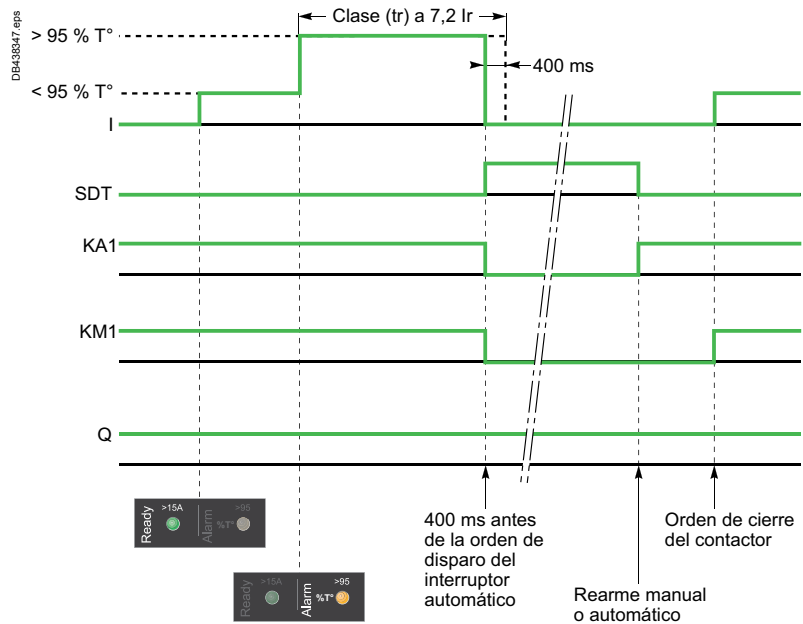 DB438347.eps
Clase (tr) a 7,2 Ir
> 95 % T°
400 ms
< 95 % T°
I
SDT
KA1
KM1
Q
Ready
>15A
Alarm
%T°
>95
Ready
>15A
Alarm
%T°
>95
400 ms antes
de la orden de
disparo del
interruptor
automático
Rearme manual
o automático
Orden de cierre
del contactor